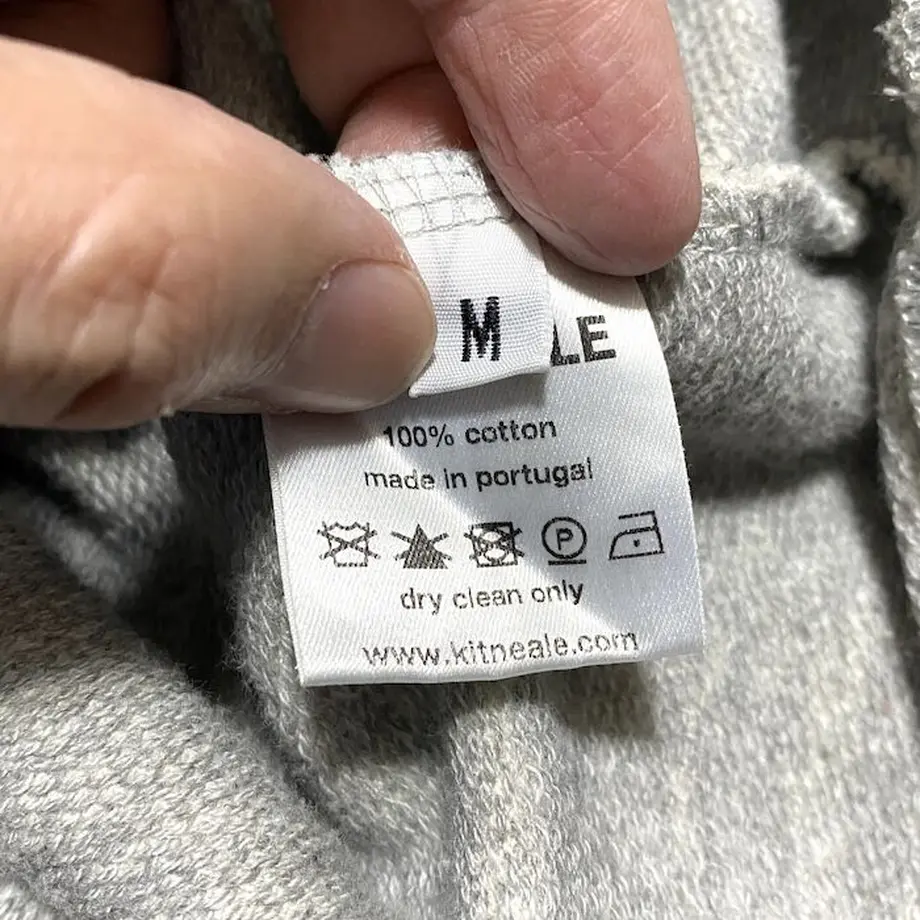 M
LE
100% cotton
made in portugal
P
dry clean only
www.kitneale.com